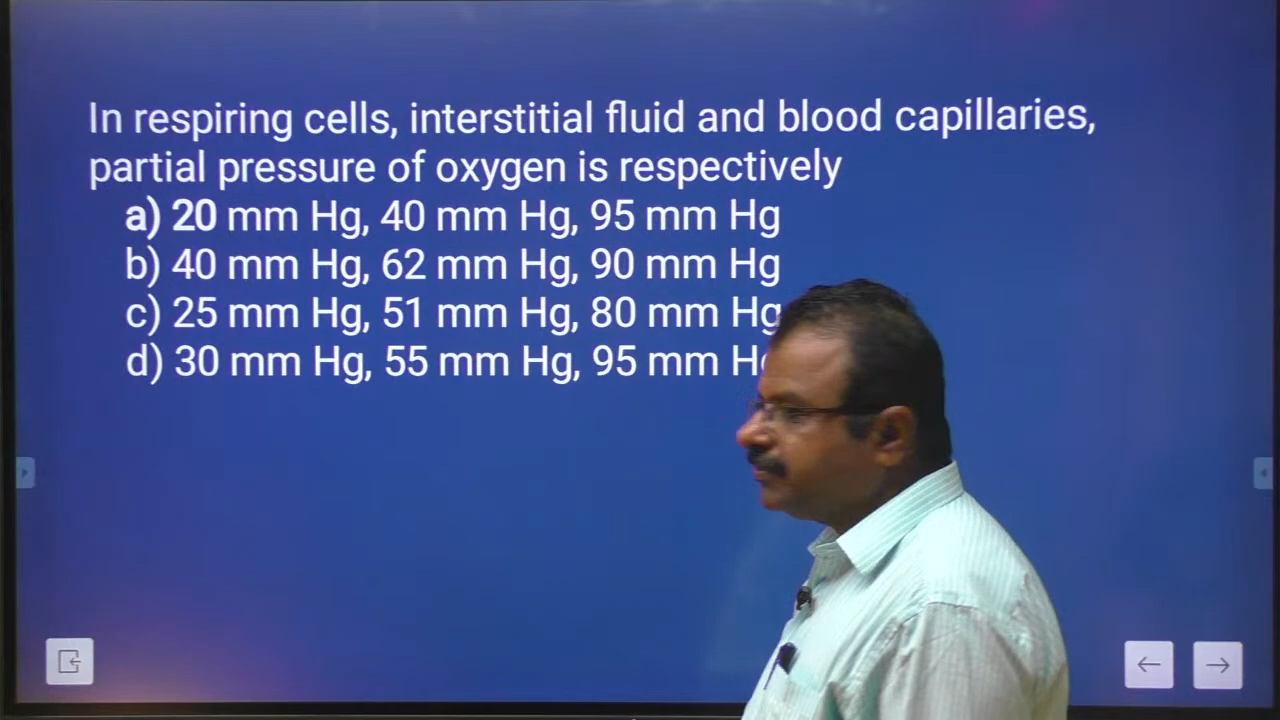 In respiring cells, interstitial fluid and blood capillaries,
partial pressure of oxygen is respectively
a) 20 mm Hg, 40 mm Hg, 95 mm Hg
b) 40 mm Hg, 62 mm Hg, 90 mm Hg
c) 25 mm Hg, 51 mm Hg, 80 mm Hg
d) 30 mm Hg, 55 mm Hg, 95 mm H